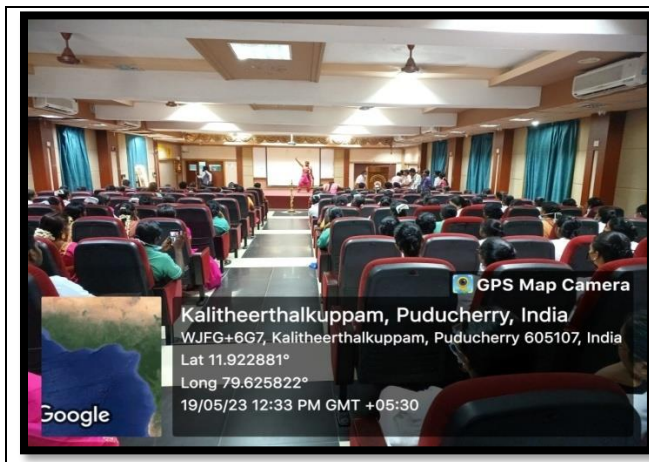 GPS Map Camera
Kalitheerthalkuppam, Puducherry, India
WJFG+6G7, Kalitheerthalkuppam, Puducherry 605107, India
Lat 11.922881°
Long 79.625822°
19/05/23 12:33 PM GMT +05:30
Google